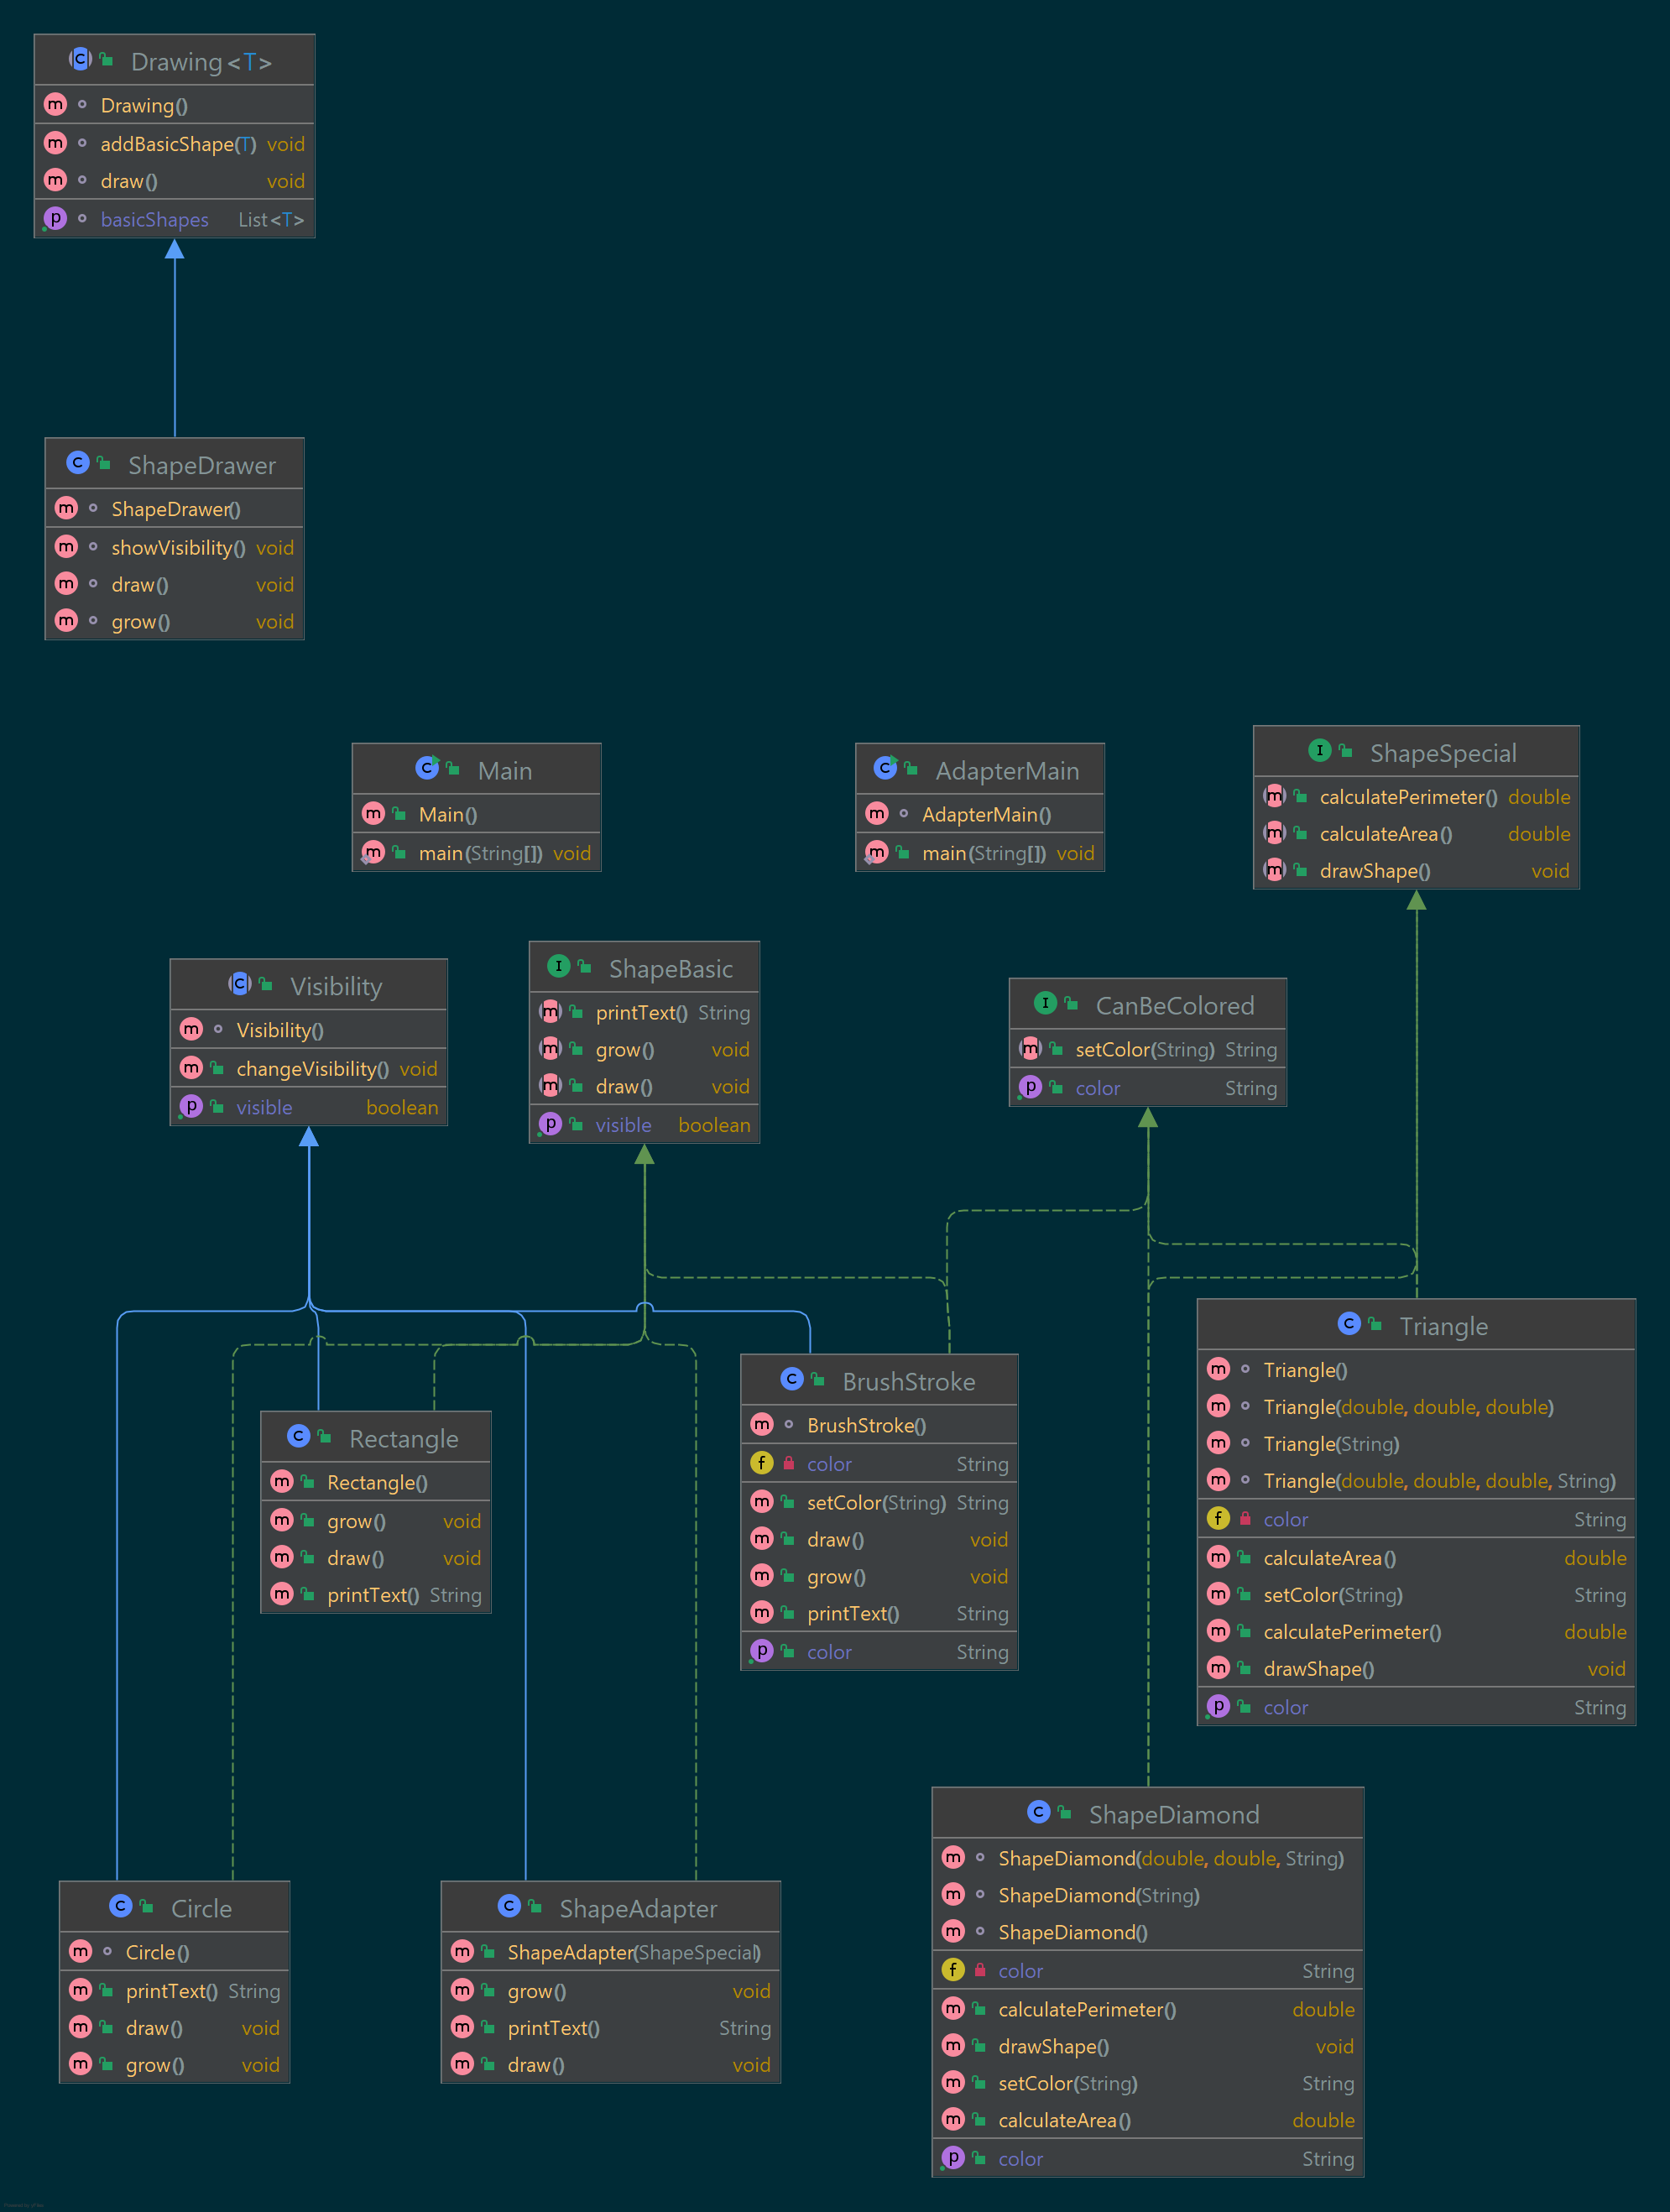 Drawing<T>
Drawing()
addBasicShape(T) void
draw() void
basicShapes List<T>
ShapeDrawer
ShapeDrawer()
showVisibility() void
draw() void
grow() void
Main
Main()
main(String[]) void
AdapterMain
AdapterMain()
main(String[]) void
ShapeSpecial
calculatePerimeter() double
calculateArea() double
drawShape() void
Visibility
Visibility()
changeVisibility() void
visible boolean
ShapeBasic
printText() String
grow() void
draw() void
visible boolean
CanBeColored
setColor(String) String
color String
Rectangle
Rectangle()
grow() void
draw() void
printText() String
BrushStroke
BrushStroke()
color String
setColor(String) String
draw() void
grow() void
printText() String
color String
Triangle
Triangle()
Triangle(double, double, double)
Triangle(String)
Triangle(double, double, double, String)
color String
calculateArea() double
setColor(String) String
calculatePerimeter() double
drawShape() void
color String
Circle
Circle()
printText() String
draw() void
grow() void
ShapeAdapter
ShapeAdapter(ShapeSpecial)
grow() void
printText() String
draw() void
ShapeDiamond
ShapeDiamond(double, double, String)
ShapeDiamond(String)
ShapeDiamond()
color String
calculatePerimeter() double
drawShape() void
setColor(String) String
calculateArea() double
color String